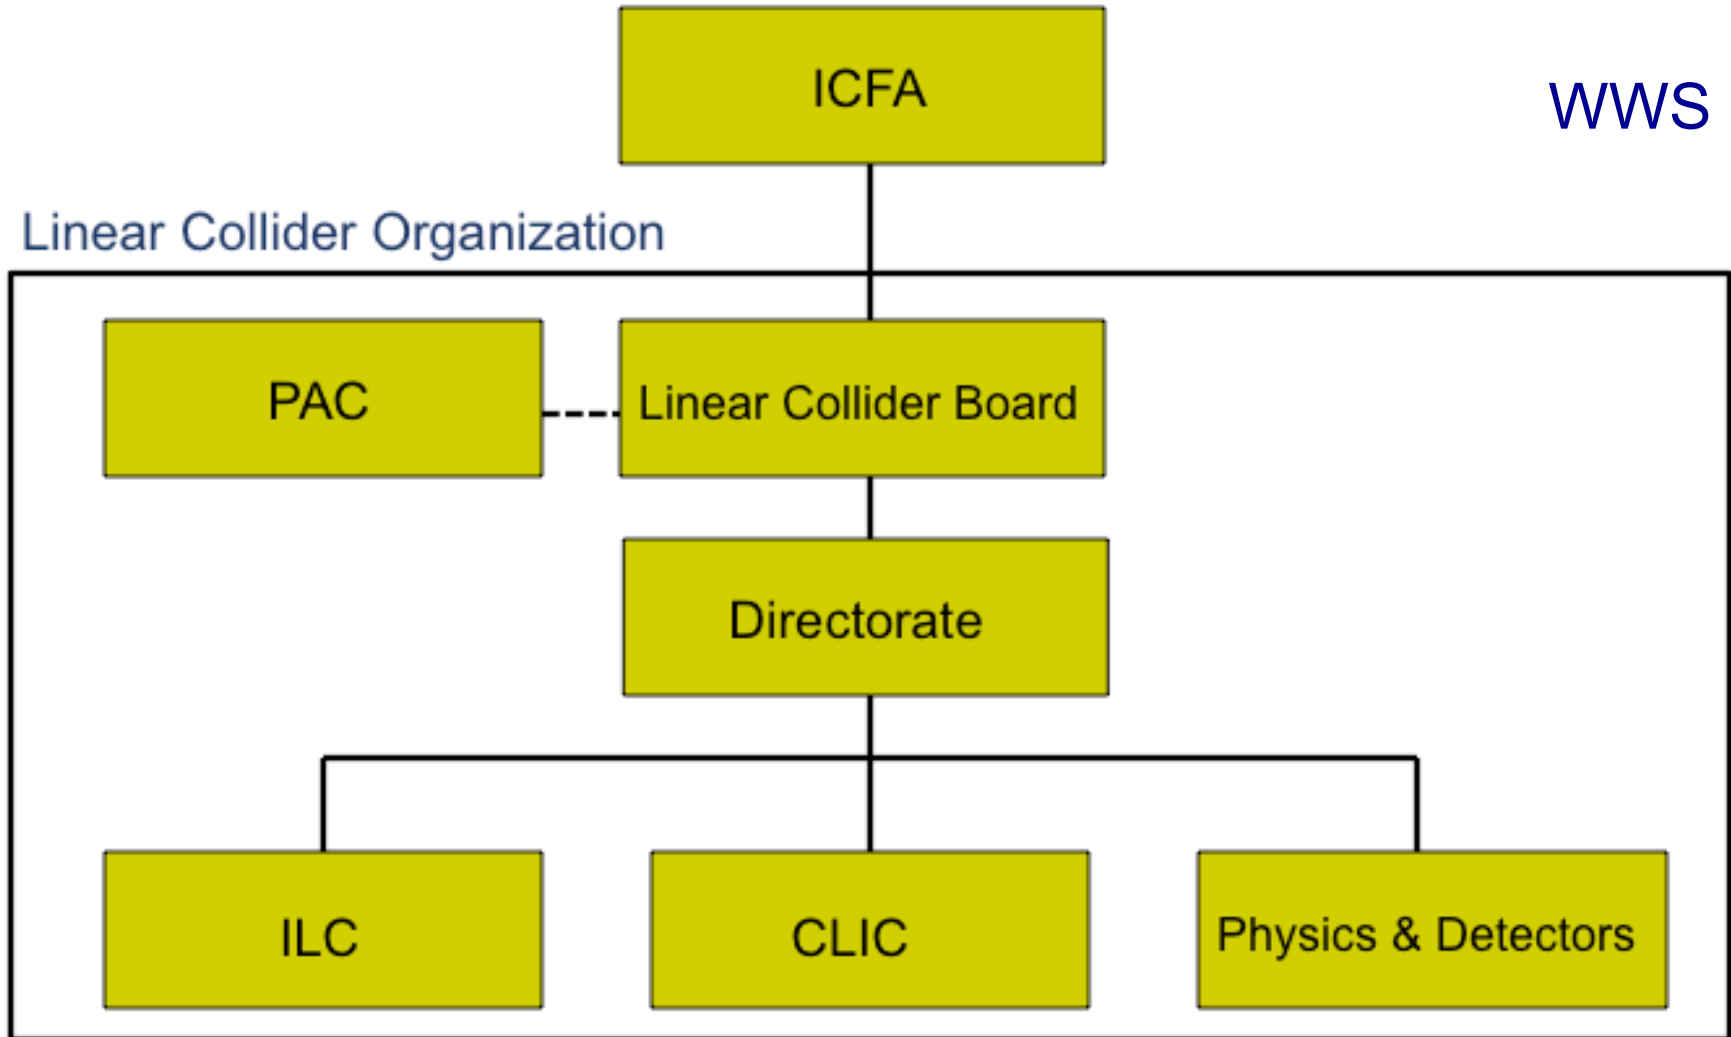 ICFA
WWS
Linear Collider Organization
PAC
Linear Collider Board
Directorate
ILC
CLIC
Physics & Detectors